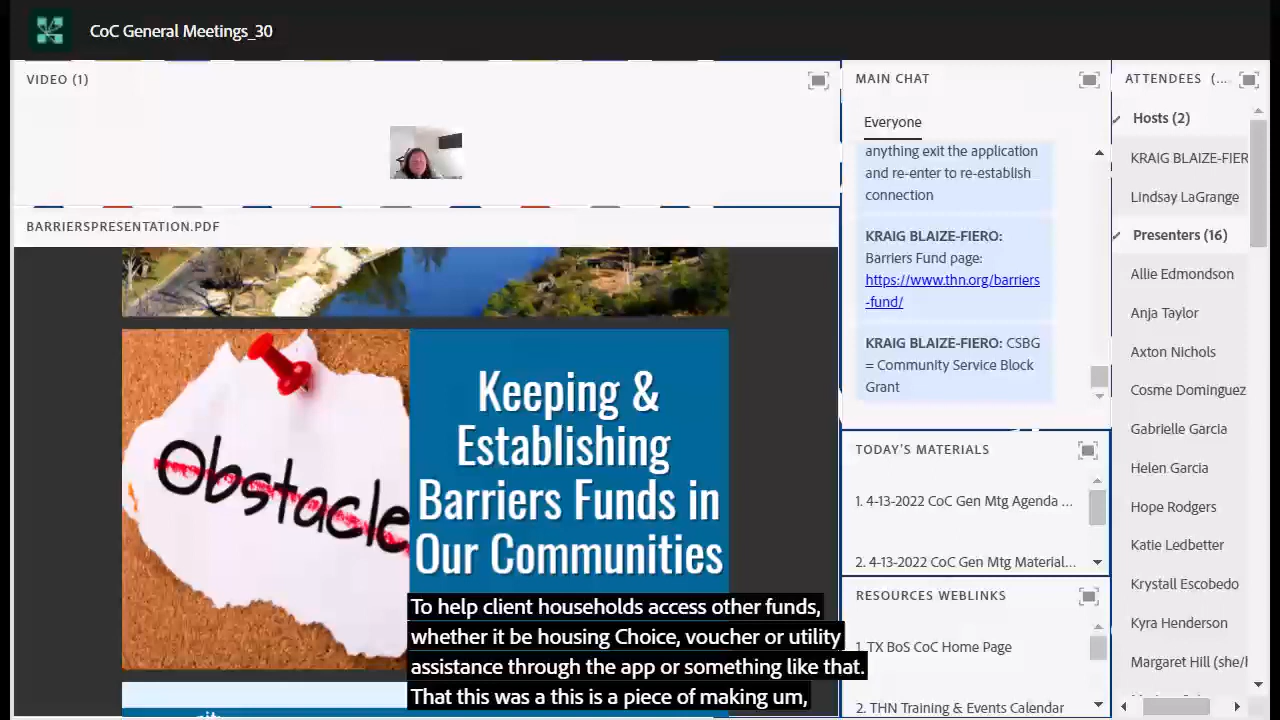 CoC General Meetings_30
VIDEO (1)
BARRIERSPRESENTATION.PDF
Obstacle
Keeping &
Establishing
Barriers Funds in
Our Communities
To help client households access other funds,
whether it be housing Choice, voucher or utility
assistance through the app or something like that.
That this was a this is a piece of making um,
MAIN CHAT
Everyone
anything exit the application
and re-enter to re-establish
connection
KRAIG BLAIZE-FIERO:
Barriers Fund page:
https://www.thn.org/barriers
-fund/
KRAIG BLAIZE-FIERO: CSBG
= Community Service Block
Grant
TODAY'S MATERIALS
1. 4-13-2022 CoC Gen Mtg Agenda ...
2. 4-13-2022 CoC Gen Mtg Material...
RESOURCES WEBLINKS
1. TX BoS CoC Home Page
2. THN Training & Events Calendar
ATTENDEES (...
Hosts (2)
KRAIG BLAIZE-FIER
Lindsay LaGrange
Presenters (16)
Allie Edmondson
Anja Taylor
Axton Nichols
Cosme Dominguez
Gabrielle Garcia
Helen Garcia
Hope Rodgers
Katie Ledbetter
Krystall Escobedo
Kyra Henderson
Margaret Hill (she/h